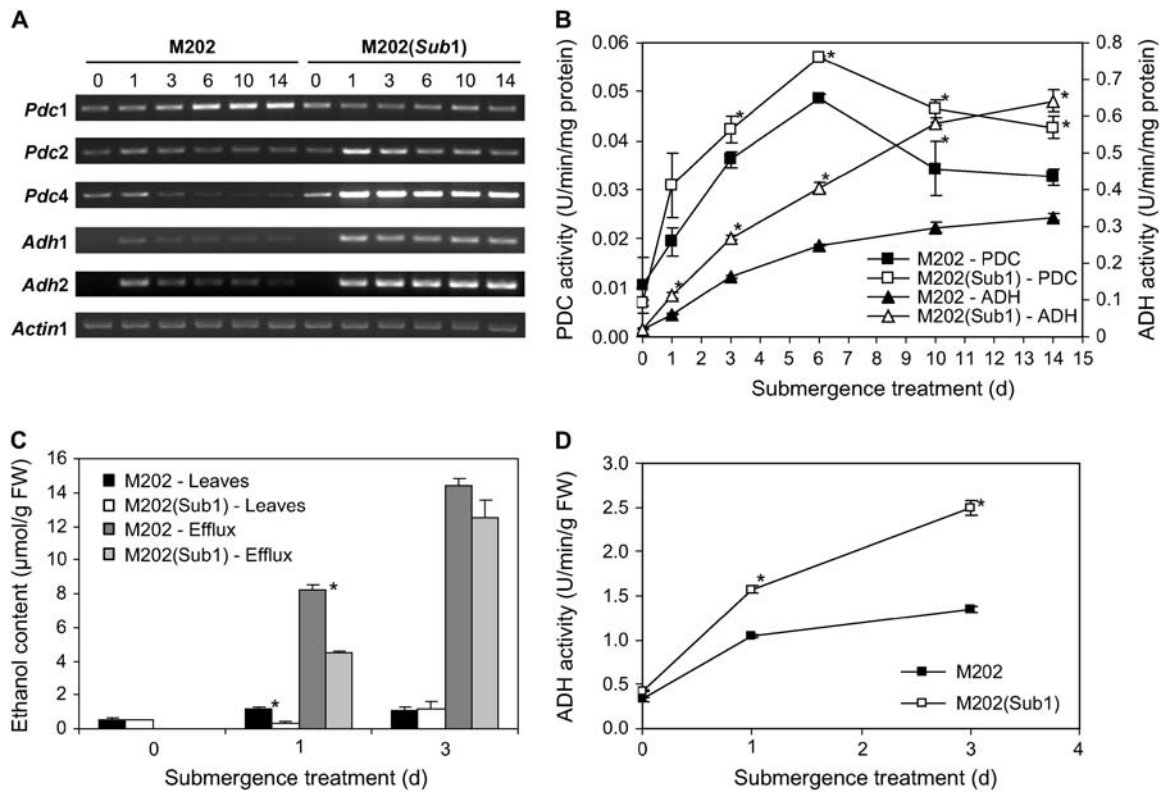 A
M202 M202(Sub1)
0 1 3 6 10 14 0 1 3 6 10 14
Pdc1
Pdc2
Pdc4
Adh1
Adh2
Actin1
B
PDC activity (U/min/mg protein)
0.06
0.05
0.04
0.03
0.02
0.01
0.00
ADH activity (U/min/mg protein)
0.8
0.7
0.6
0.5
0.4
0.3
0.2
0.1
0
* * * * * * * * * *
M202 - PDC
M202(Sub1) - PDC
M202 - ADH
M202(Sub1) - ADH
0 1 2 3 4 5 6 7 8 9 10 11 12 13 14 15
Submergence treatment (d)
C
Ethanol content (µmol/g FW)
16
14
12
10
8
6
4
2
0
M202 - Leaves
M202(Sub1) - Leaves
M202 - Efflux
M202(Sub1) - Efflux
* *
0 1 3
Submergence treatment (d)
D
ADH activity (U/min/g FW)
3.0
2.5
2.0
1.5
1.0
0.5
0.0
* *
M202
M202(Sub1)
0 1 2 3 4
Submergence treatment (d)